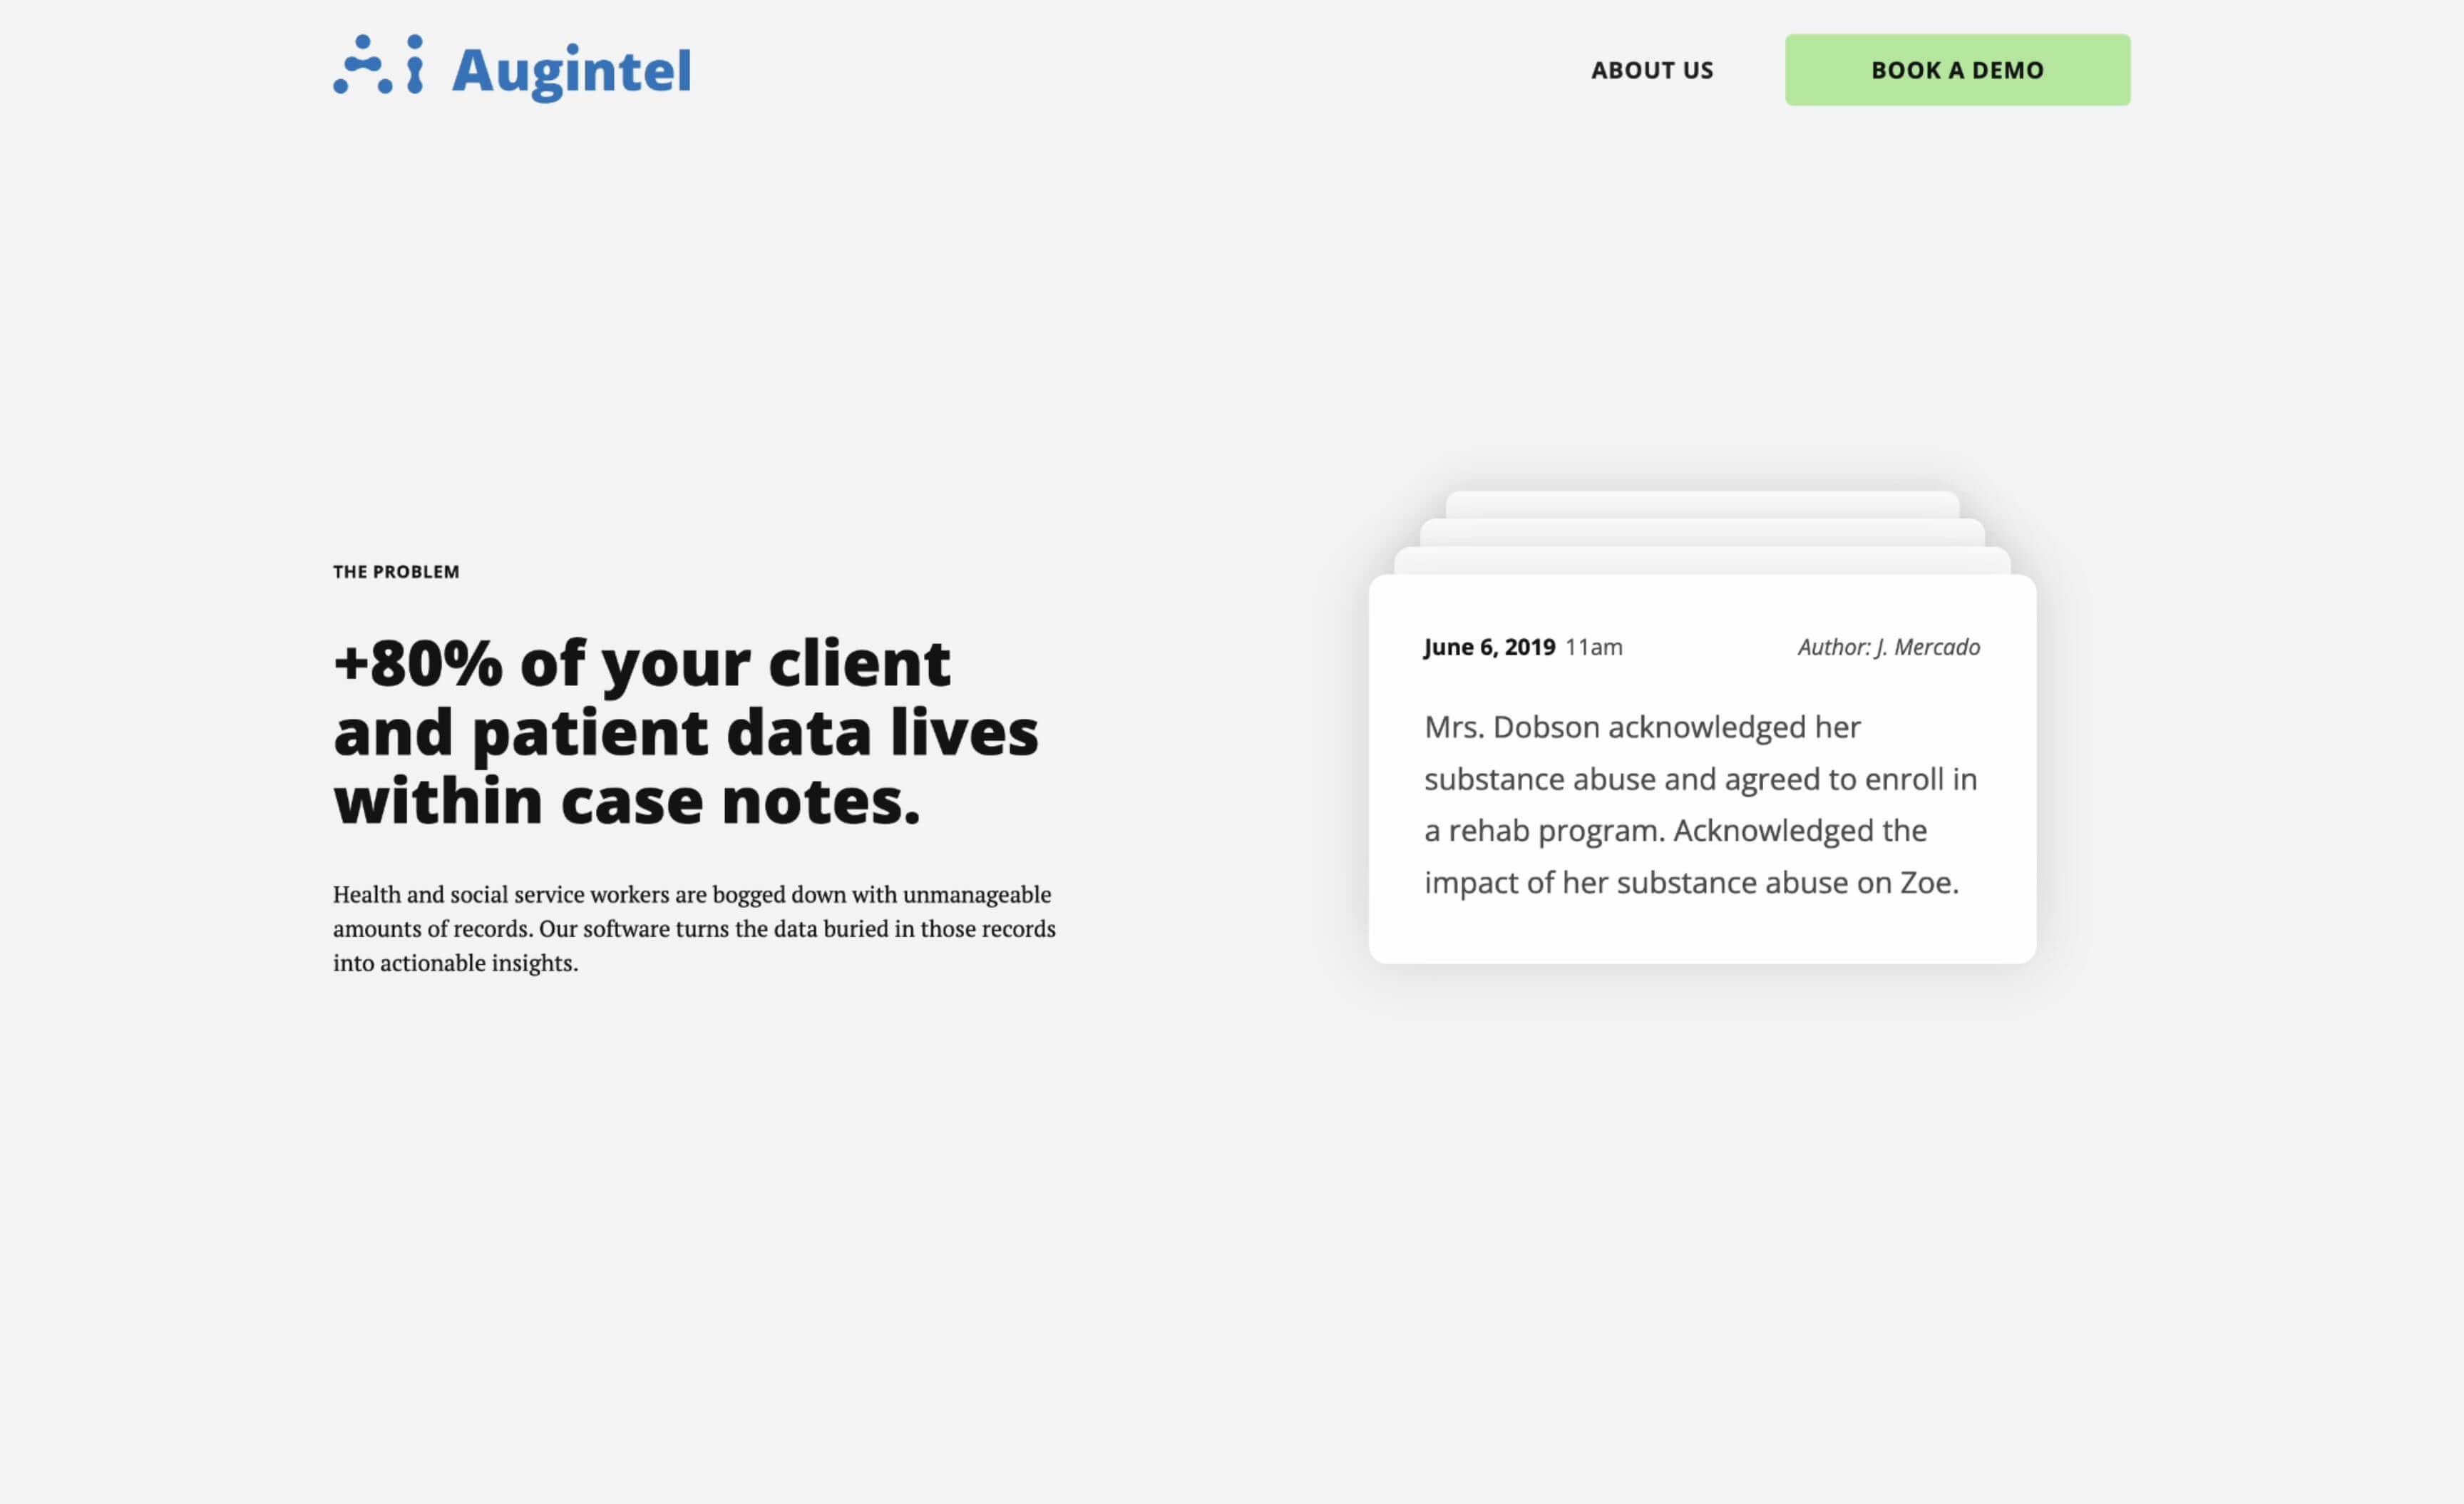 Augintel
ABOUT US
BOOK A DEMO
THE PROBLEM
+80% of your client
and patient data lives
within case notes.
Health and social service workers are bogged down with unmanageable
amounts of records. Our software turns the data buried in those records
into actionable insights.
June 6, 2019 11am
Author: J. Mercado
Mrs. Dobson acknowledged her
substance abuse and agreed to enroll in
a rehab program. Acknowledged the
impact of her substance abuse on Zoe.